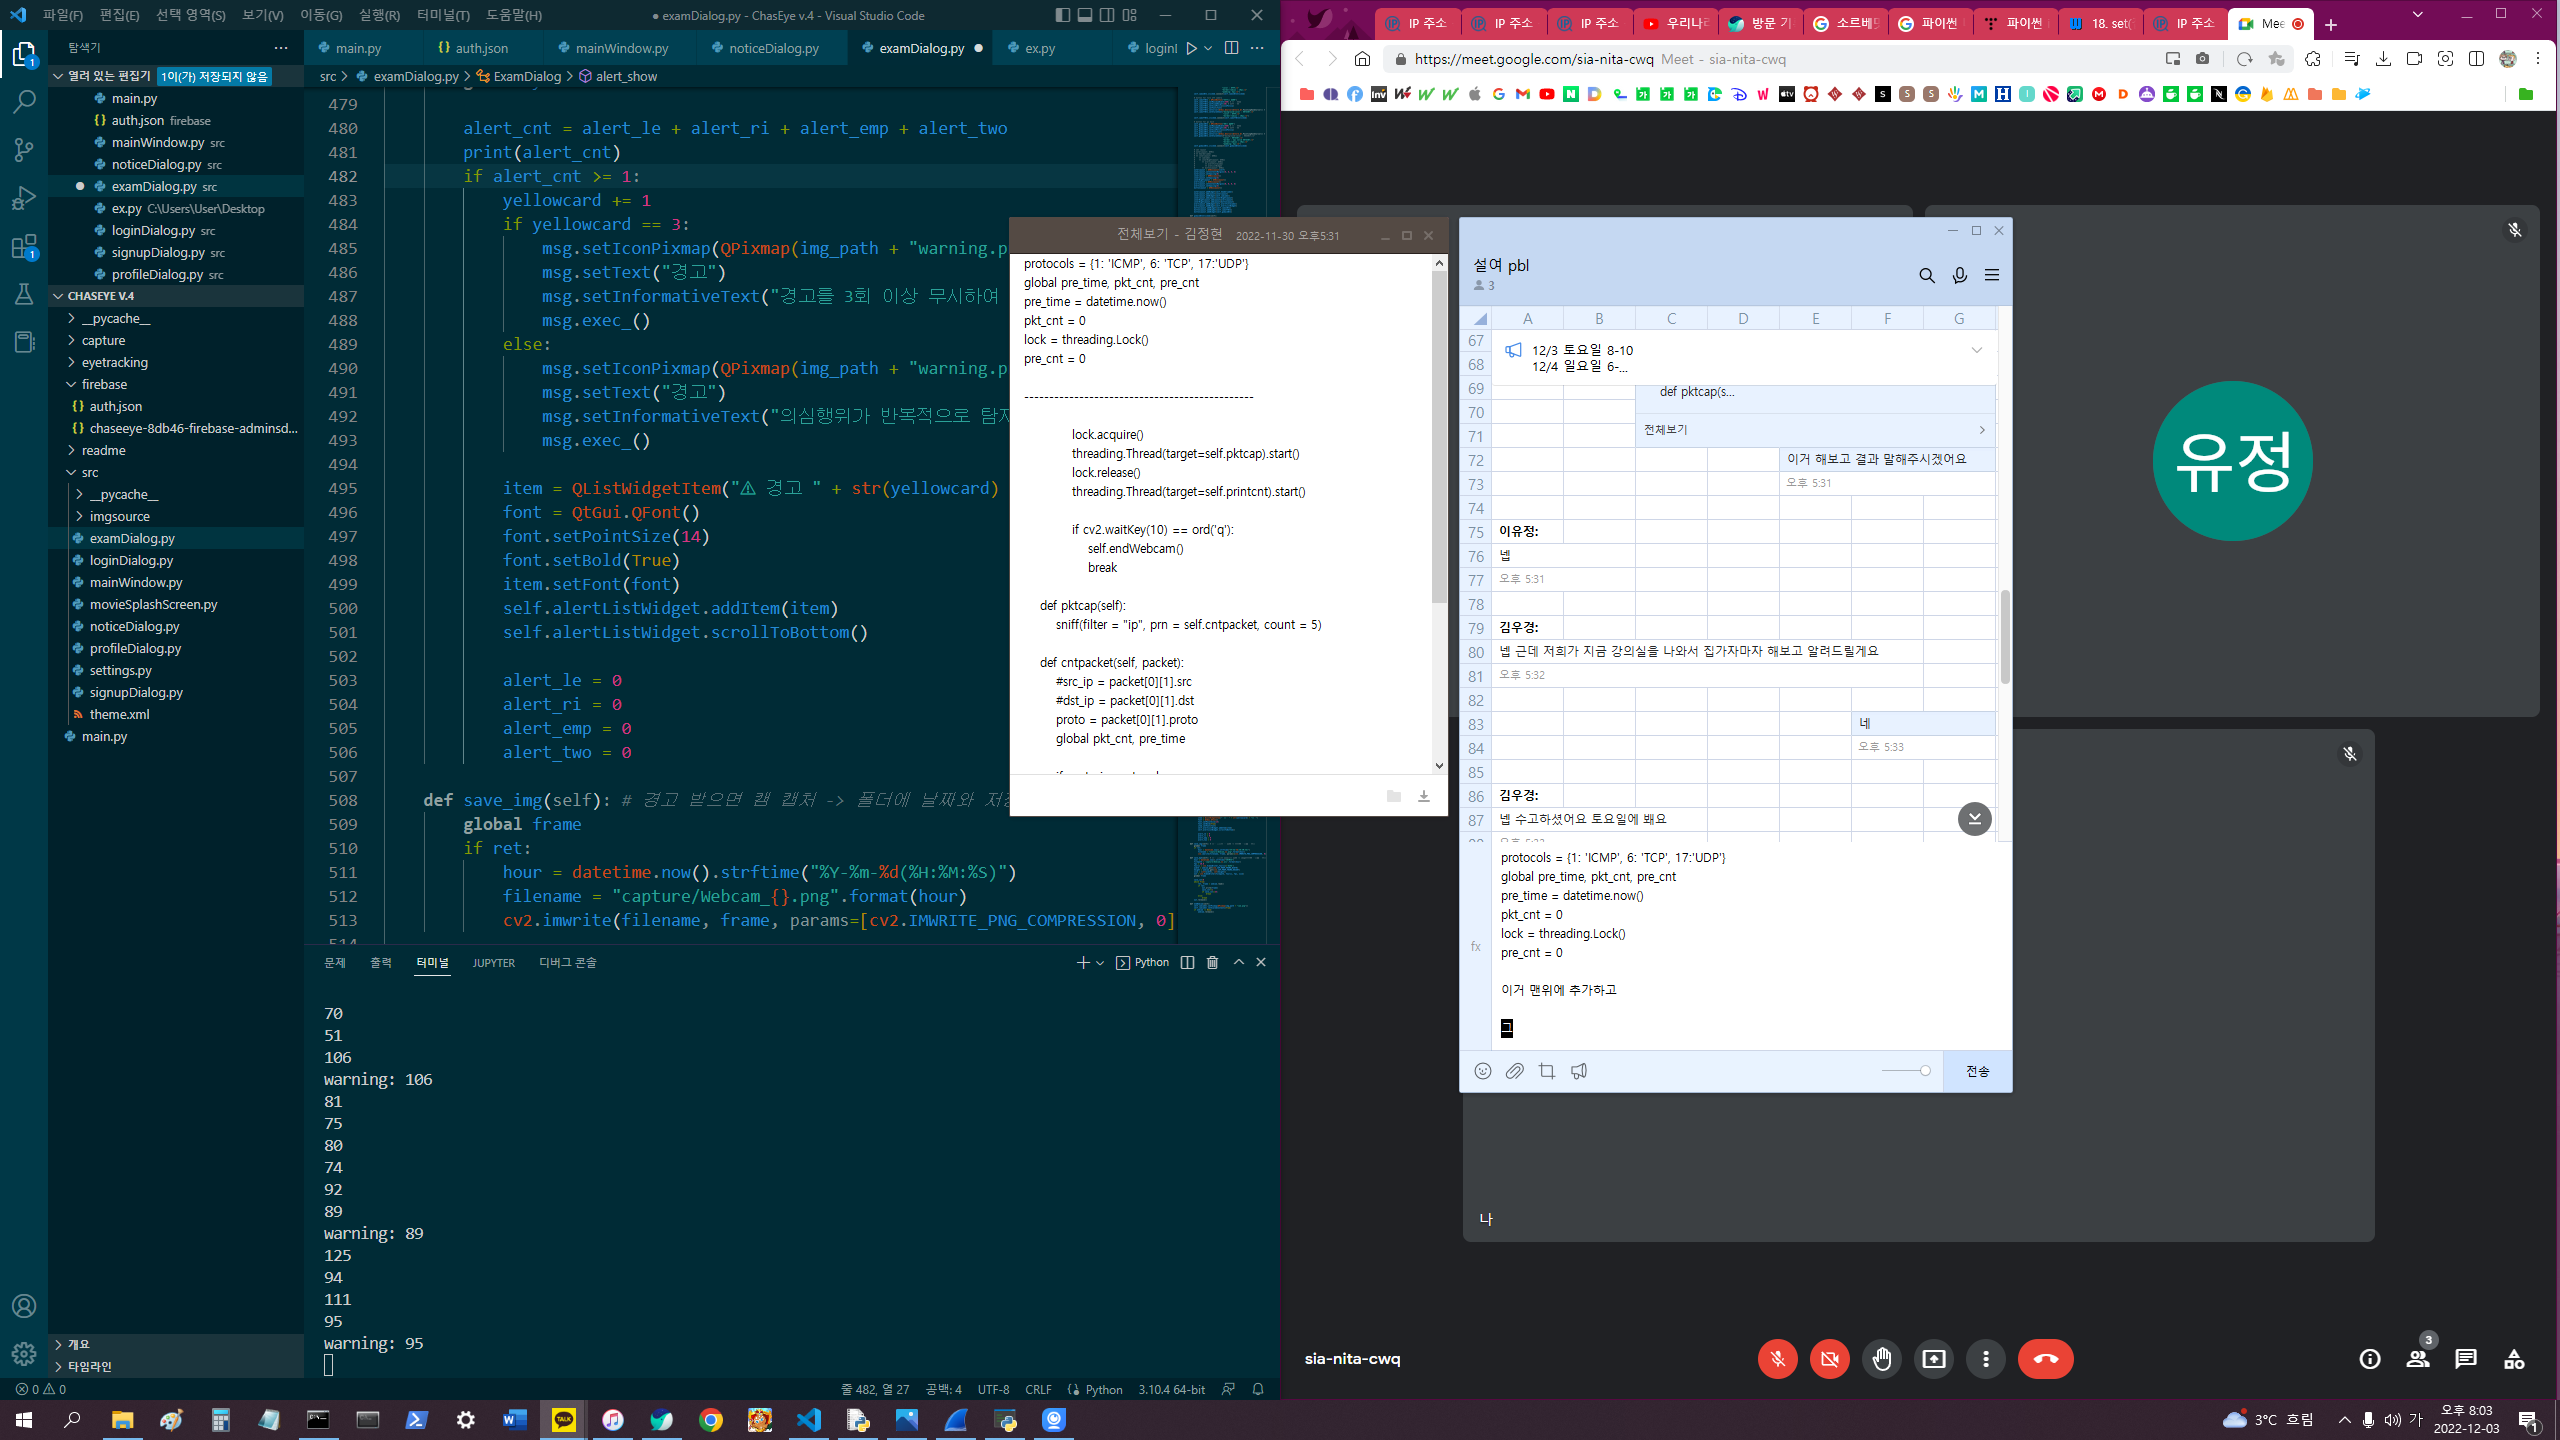 파일(F) 편집(E) 선택 영역(S) 보기(V) 이동(G) 실행(R) 터미널(T) 도움말(H)
● examDialog.py - ChasEye v.4 - Visual Studio Code
탐색기
열려 있는 편집기 1이(가) 저장되지 않음
main.py
auth.json firebase
mainWindow.py src
noticeDialog.py src
examDialog.py src
ex.py C:\Users\User\Desktop
loginDialog.py src
signupDialog.py src
profileDialog.py src
CHASEYE V.4
__pycache__
capture
eyetracking
firebase
auth.json
chaseeye-8db46-firebase-adminsd...
readme
src
__pycache__
imgsource
examDialog.py
loginDialog.py
mainWindow.py
movieSplashScreen.py
noticeDialog.py
profileDialog.py
settings.py
signupDialog.py
theme.xml
main.py
개요
타임라인
main.py auth.json mainWindow.py noticeDialog.py examDialog.py ex.py loginI
src > examDialog.py > ExamDialog > alert_show
479
480 alert_cnt = alert_le + alert_ri + alert_emp + alert_two
481 print(alert_cnt)
482 if alert_cnt >= 1:
483 yellowcard += 1
484 if yellowcard == 3:
485 msg.setIconPixmap(QPixmap(img_path + "warning.p
486 msg.setText("경고")
487 msg.setInformativeText("경고를 3회 이상 무시하여
488 msg.exec_()
489 else:
490 msg.setIconPixmap(QPixmap(img_path + "warning.p
491 msg.setText("경고")
492 msg.setInformativeText("의심행위가 반복적으로 탐지
493 msg.exec_()
494
495 item = QListWidgetItem("⚠ 경고 " + str(yellowcard)
496 font = QtGui.QFont()
497 font.setPointSize(14)
498 font.setBold(True)
499 item.setFont(font)
500 self.alertListWidget.addItem(item)
501 self.alertListWidget.scrollToBottom()
502
503 alert_le = 0
504 alert_ri = 0
505 alert_emp = 0
506 alert_two = 0
507
508 def save_img(self): # 경고 받으면 캠 캡처 -> 폴더에 날짜와 저장
509 global frame
510 if ret:
511 hour = datetime.now().strftime("%Y-%m-%d(%H:%M:%S)")
512 filename = "capture/Webcam_{}.png".format(hour)
513 cv2.imwrite(filename, frame, params=[cv2.IMWRITE_PNG_COMPRESSION, 0]
514
문제 출력 터미널 JUPYTER 디버그 콘솔
Python
70
51
106
warning: 106
81
75
80
74
92
89
warning: 89
125
94
111
95
warning: 95
0 0
줄 482, 열 27 공백: 4 UTF-8 CRLF Python 3.10.4 64-bit
전체보기 - 김정현 2022-11-30 오후5:31
protocols = {1: 'ICMP', 6: 'TCP', 17:'UDP'}
global pre_time, pkt_cnt, pre_cnt
pre_time = datetime.now()
pkt_cnt = 0
lock = threading.Lock()
pre_cnt = 0
----------------------------------------------
lock.acquire()
threading.Thread(target=self.pktcap).start()
lock.release()
threading.Thread(target=self.printcnt).start()
if cv2.waitKey(10) == ord('q'):
self.endWebcam()
break
def pktcap(self):
sniff(filter = "ip", prn = self.cntpacket, count = 5)
def cntpacket(self, packet):
#src_ip = packet[0][1].src
#dst_ip = packet[0][1].dst
proto = packet[0][1].proto
global pkt_cnt, pre_time
IP 주소 IP 주소 IP 주소 우리나라 방문 기 소르베 파이썬 파이썬 18. set( IP 주소 Mee
https://meet.google.com/sia-nita-cwq Meet - sia-nita-cwq
설여 pbl
3
A B C D E F G
67
12/3 토요일 8-10
68
12/4 일요일 6-...
69 def pktcap(s...
70
71 전체보기
72 이거 해보고 결과 말해주시겠어요
73 오후 5:31
74
75 이유정:
76 넵
77 오후 5:31
78
79 김우경:
80 넵 근데 저희가 지금 강의실을 나와서 집가자마자 해보고 알려드릴게요
81 오후 5:32
82
83 네
84 오후 5:33
85
86 김우경:
87 넵 수고하셨어요 토요일에 봬요
88 오후 5:33
protocols = {1: 'ICMP', 6: 'TCP', 17:'UDP'}
global pre_time, pkt_cnt, pre_cnt
pre_time = datetime.now()
pkt_cnt = 0
lock = threading.Lock()
fx
pre_cnt = 0
이거 맨위에 추가하고
그
전송
유정
나
sia-nita-cwq
3
3°C 흐림
가
오후 8:03
2022-12-03
1